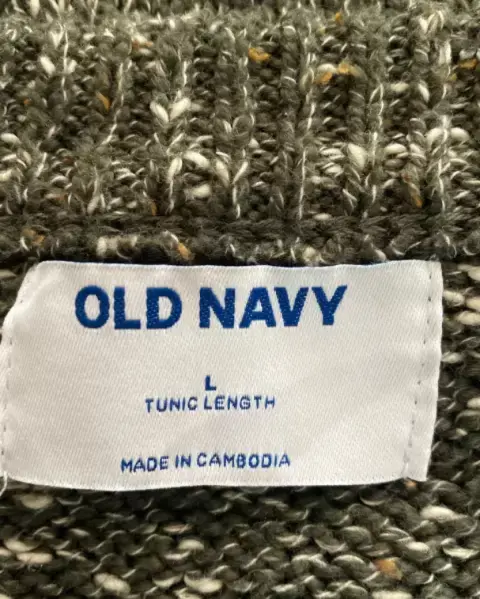 OLD NAVY
L
TUNIC LENGTH
MADE IN CAMBODIA